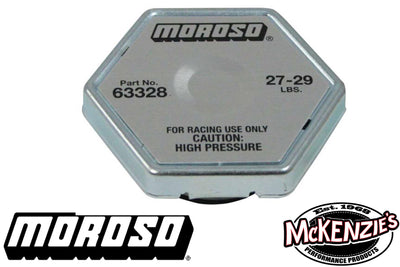 MOROSO®
Part No.
63328
27-29
LBS.
FOR RACING USE ONLY
CAUTION:
HIGH PRESSURE
MOROSO®
Est. 1968
McKENZIE'S
PERFORMANCE PRODUCTS